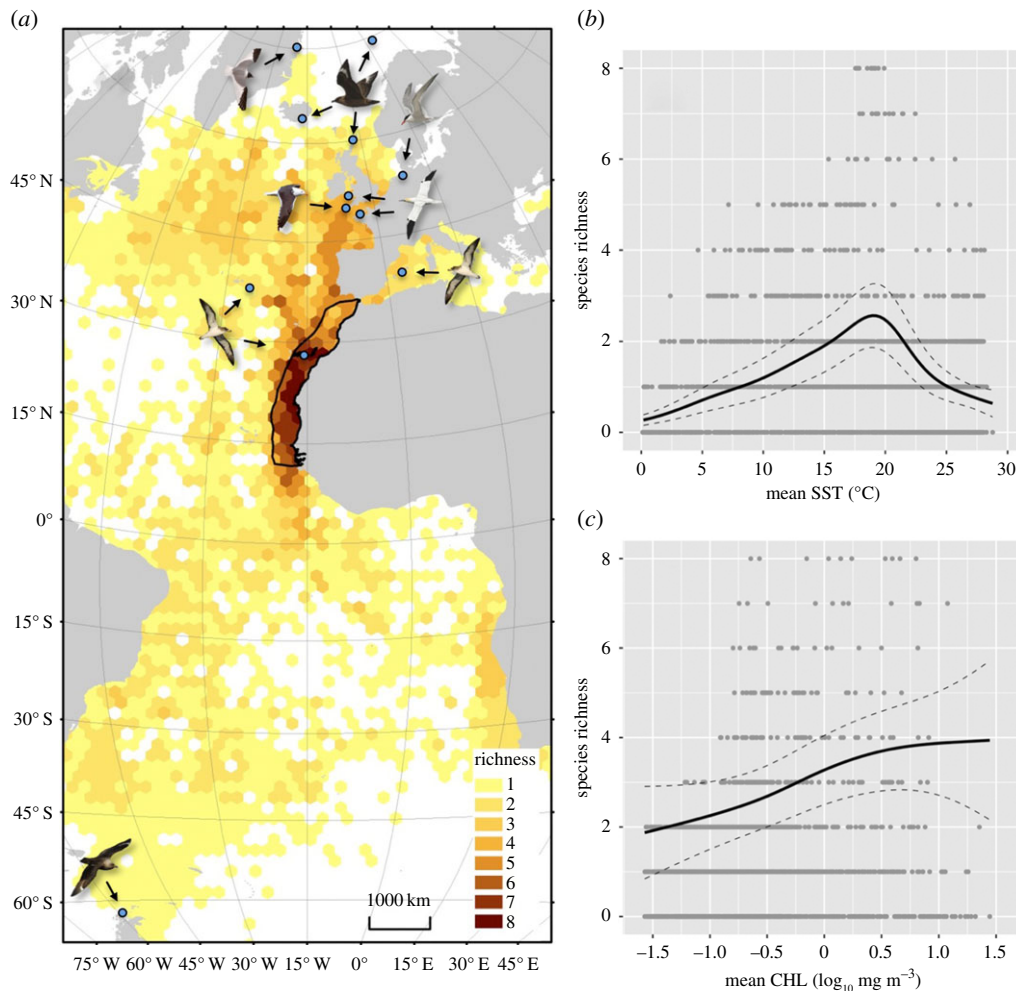 (a)
45° N
30° N
15° N
0°
15° S
30° S
45° S
60° S
75° W 60° W 45° W 30° W 15° W 0° 15° E 30° E 45° E
richness
1
2
3
4
5
6
7
8
1000 km
(b)
species richness
8
6
4
2
0
0 5 10 15 20 25 30
mean SST (°C)
(c)
species richness
8
6
4
2
0
−1.5 −1.0 −0.5 0 0.5 1.0 1.5
mean CHL (log10 mg m−3)